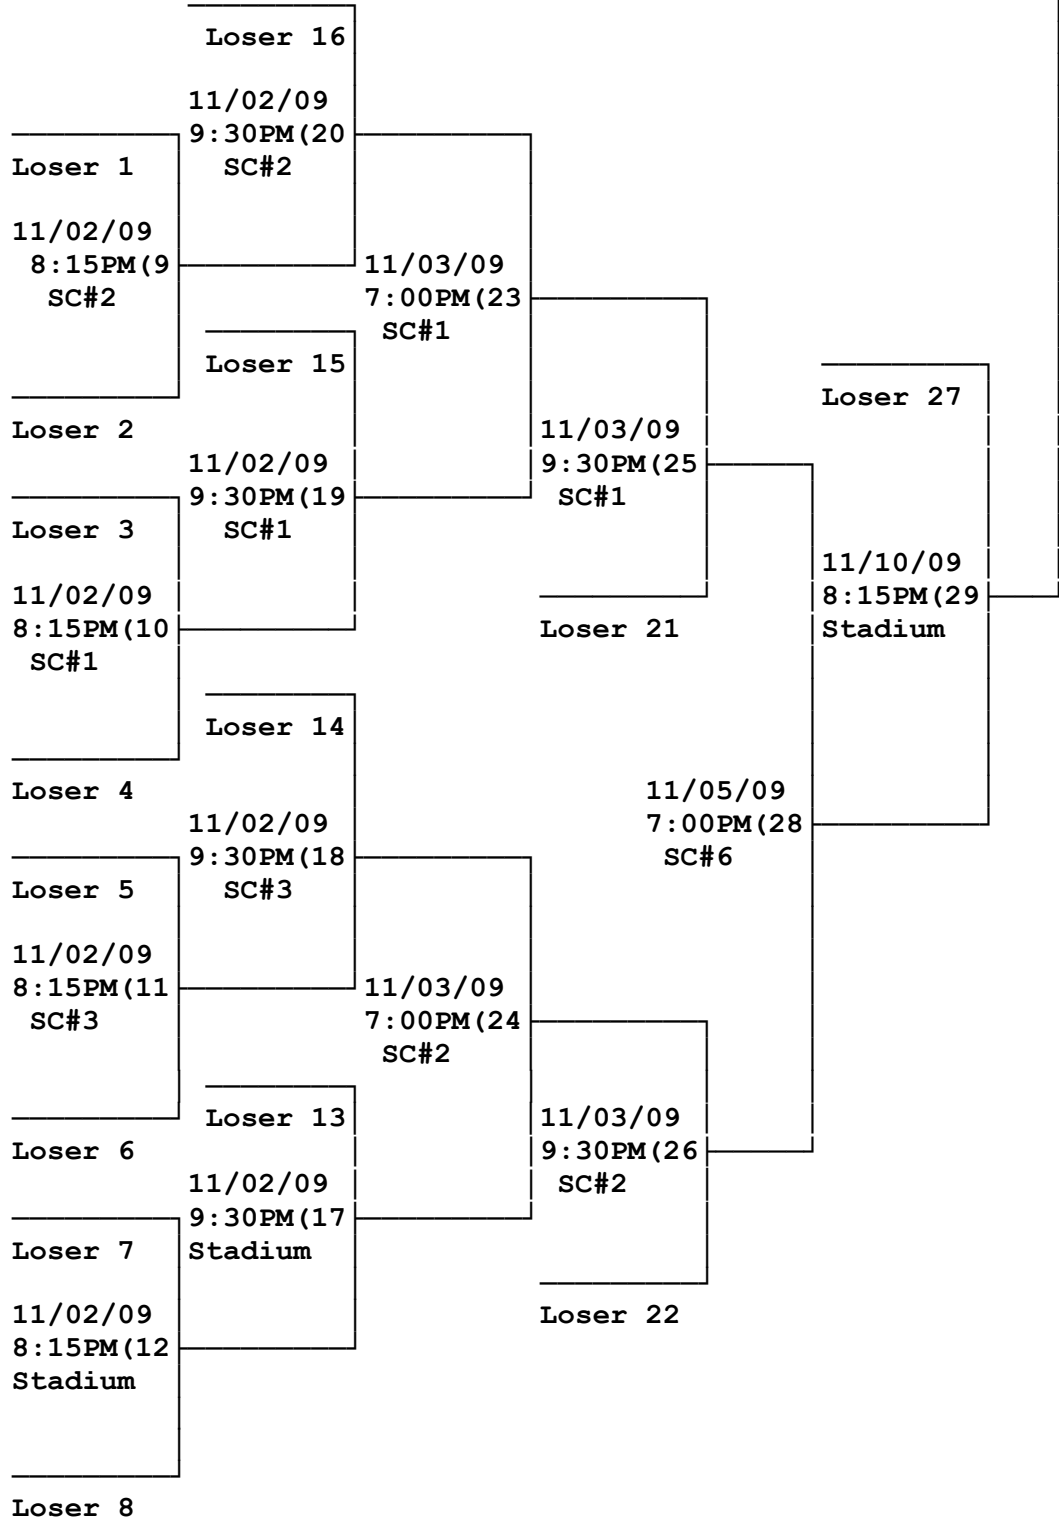 Loser 16
11/02/09
9:30PM(20
SC#2
Loser 1
11/02/09
8:15PM(9
SC#2
11/03/09
7:00PM(23
SC#1
Loser 15
Loser 27
Loser 2
11/03/09
9:30PM(25
SC#1
11/02/09
9:30PM(19
SC#1
Loser 3
11/10/09
8:15PM(29
Stadium
11/02/09
8:15PM(10
SC#1
Loser 21
Loser 14
Loser 4
11/05/09
7:00PM(28
SC#6
11/02/09
9:30PM(18
SC#3
Loser 5
11/02/09
8:15PM(11
SC#3
11/03/09
7:00PM(24
SC#2
Loser 13
11/03/09
9:30PM(26
SC#2
Loser 6
11/02/09
9:30PM(17
Stadium
Loser 7
11/02/09
8:15PM(12
Stadium
Loser 22
Loser 8